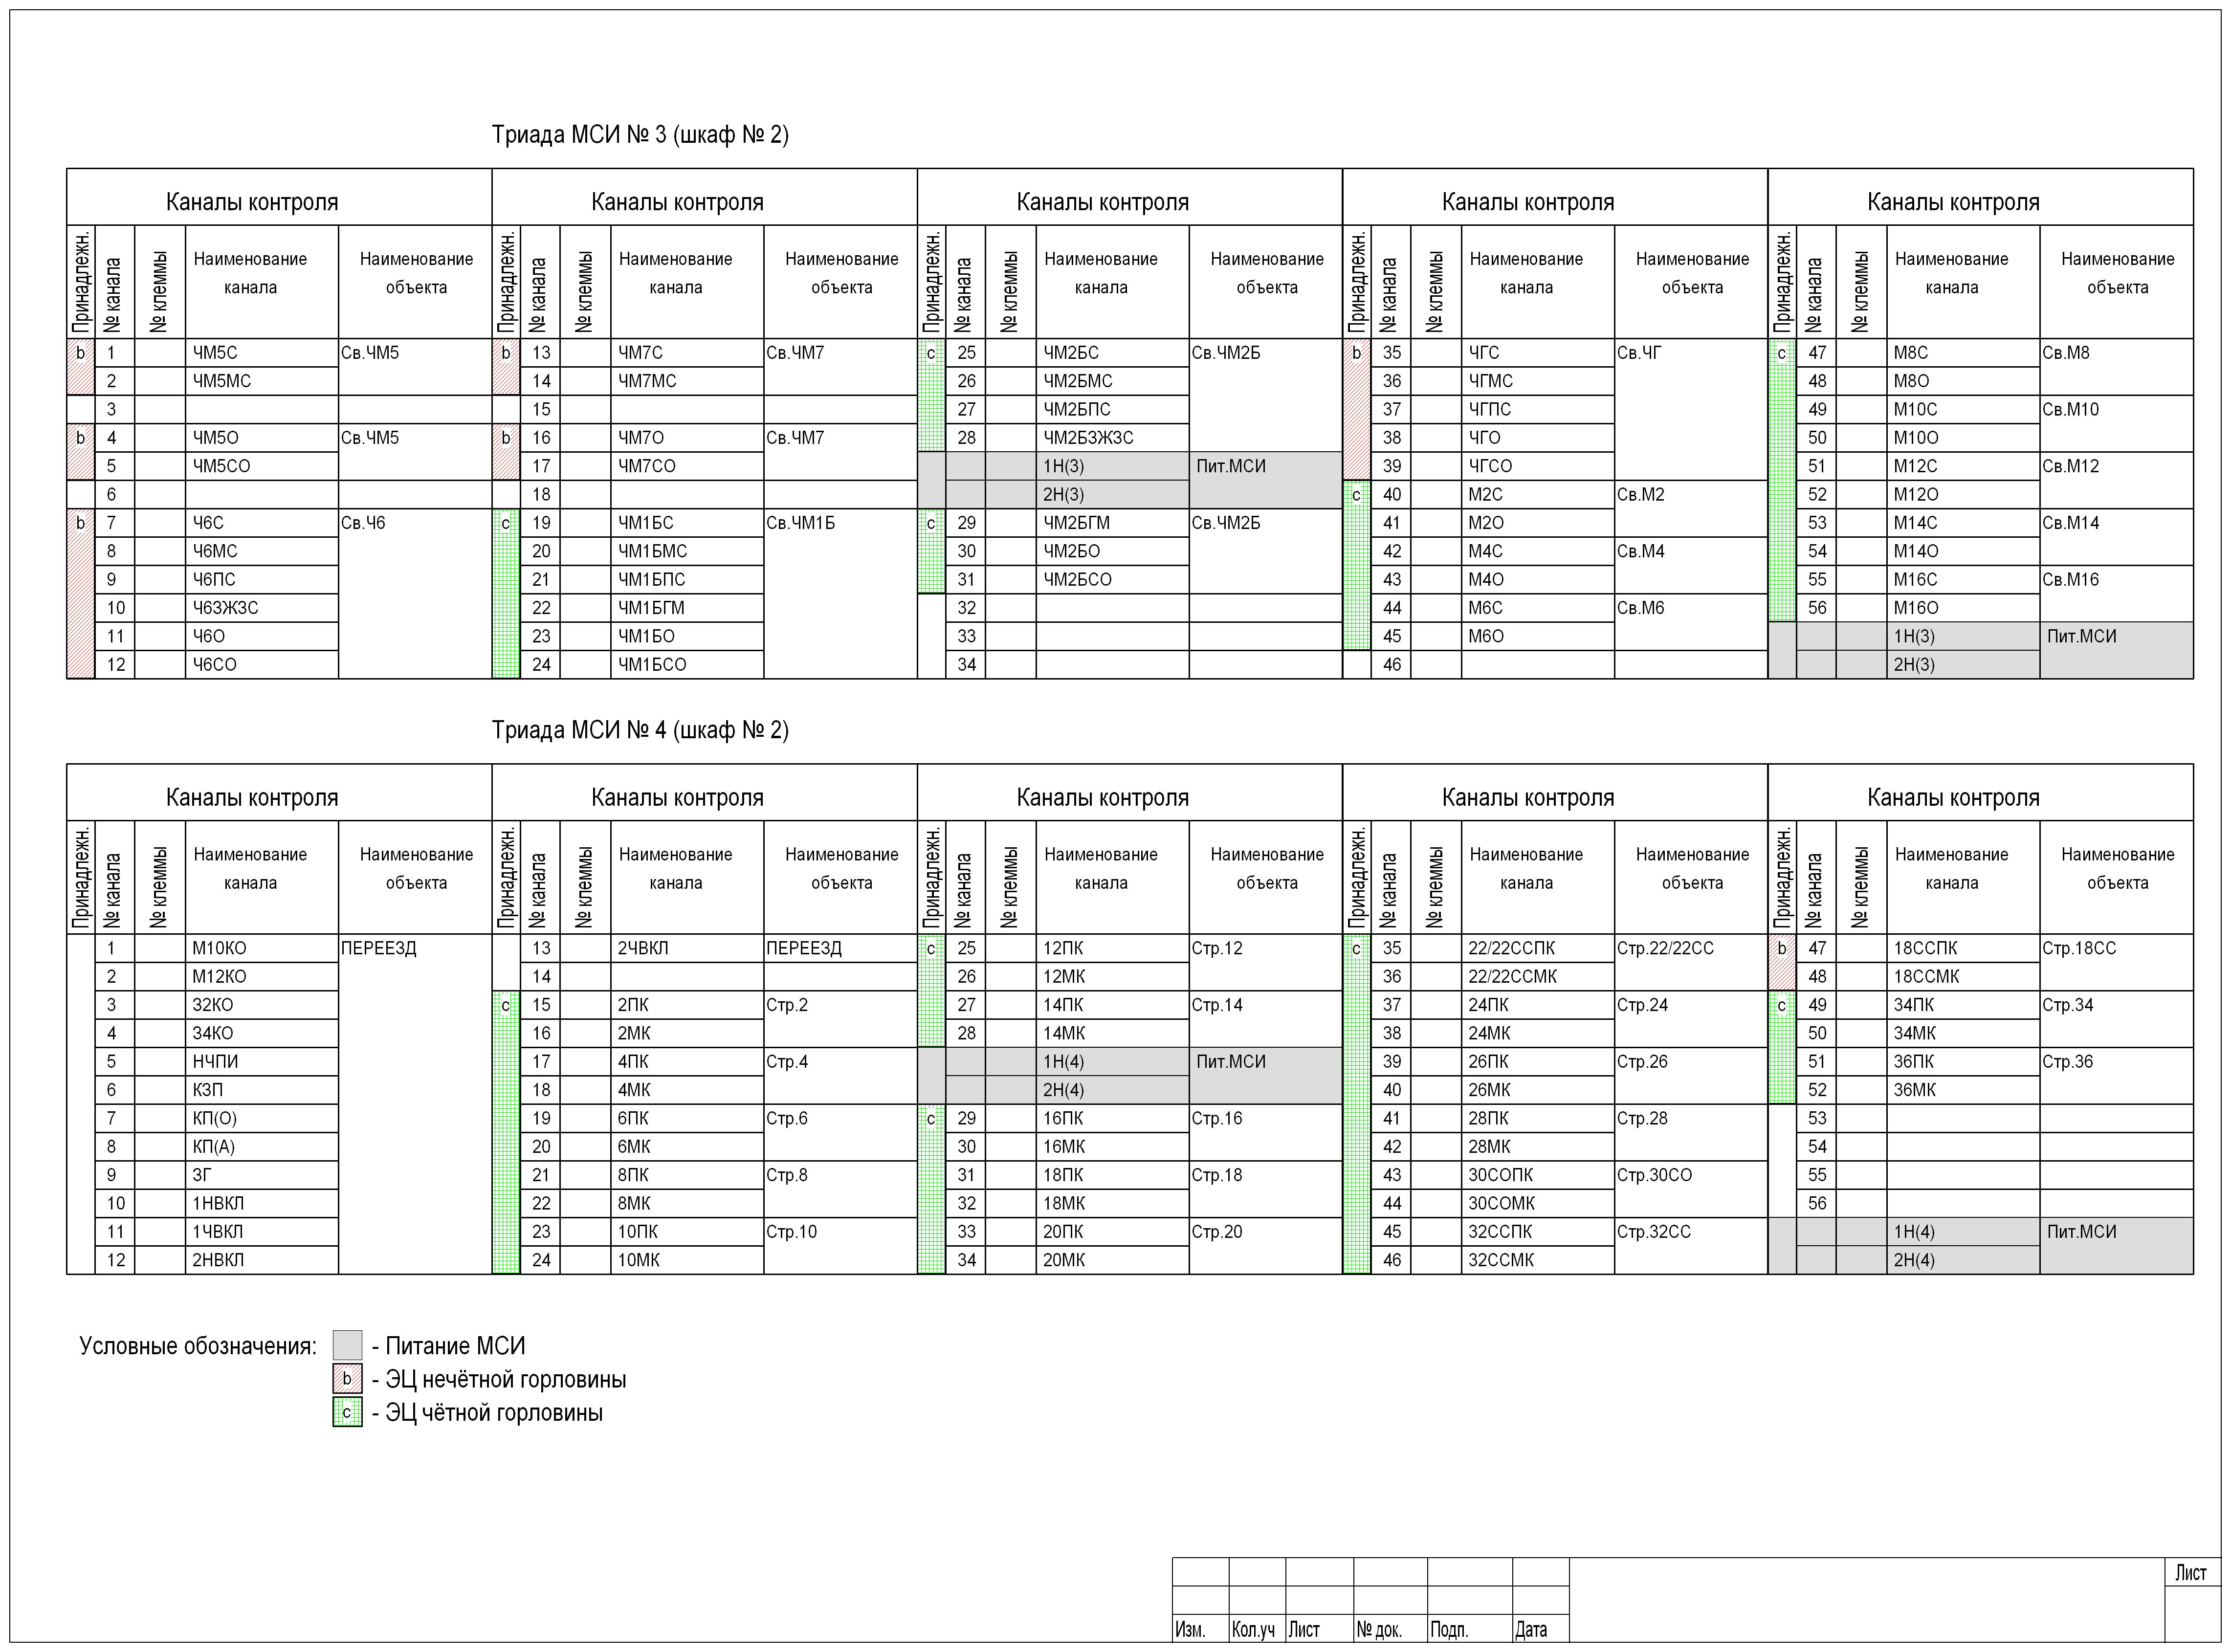 Триада МСИ № 3 (шкаф № 2)
Каналы контроля Каналы контроля Каналы контроля Каналы контроля Каналы контроля
Принадлежн. № канала № клеммы Наименование канала Наименование объекта Принадлежн. № канала № клеммы Наименование канала Наименование объекта Принадлежн. № канала № клеммы Наименование канала Наименование объекта Принадлежн. № канала № клеммы Наименование канала Наименование объекта Принадлежн. № канала № клеммы Наименование канала Наименование объекта
b 1 ЧМ5С Св.ЧМ5 b 13 ЧМ7С Св.ЧМ7 c 25 ЧМ2БС Св.ЧМ2Б b 35 ЧГС Св.ЧГ c 47 М8С Св.М8
2 ЧМ5МС 14 ЧМ7МС 26 ЧМ2БМС 36 ЧГМС 48 М8О
3 15 27 ЧМ2БПС 37 ЧГПС 49 М10С Св.М10
b 4 ЧМ5О Св.ЧМ5 b 16 ЧМ7О Св.ЧМ7 28 ЧМ2БЗЖЗС 38 ЧГО 50 М10О
5 ЧМ5СО 17 ЧМ7СО 1Н(3) Пит.МСИ 39 ЧГСО 51 М12С Св.М12
6 18 2Н(3) c 40 М2С Св.М2 52 М12О
b 7 Ч6С Св.Ч6 c 19 ЧМ1БС Св.ЧМ1Б c 29 ЧМ2БГМ Св.ЧМ2Б 41 М2О 53 М14С Св.М14
8 Ч6МС 20 ЧМ1БМС 30 ЧМ2БО 42 М4С Св.М4 54 М14О
9 Ч6ПС 21 ЧМ1БПС 31 ЧМ2БСО 43 М4О 55 М16С Св.М16
10 Ч6ЗЖЗС 22 ЧМ1БГМ 32 44 М6С Св.М6 56 М16О
11 Ч6О 23 ЧМ1БО 33 45 М6О 1Н(3) Пит.МСИ
12 Ч6СО 24 ЧМ1БСО 34 46 2Н(3)
Триада МСИ № 4 (шкаф № 2)
Каналы контроля Каналы контроля Каналы контроля Каналы контроля Каналы контроля
Принадлежн. № канала № клеммы Наименование канала Наименование объекта Принадлежн. № канала № клеммы Наименование канала Наименование объекта Принадлежн. № канала № клеммы Наименование канала Наименование объекта Принадлежн. № канала № клеммы Наименование канала Наименование объекта Принадлежн. № канала № клеммы Наименование канала Наименование объекта
1 М10КО ПЕРЕЕЗД 13 2ЧВКЛ ПЕРЕЕЗД c 25 12ПК Стр.12 c 35 22/22ССПК Стр.22/22СС b 47 18ССПК Стр.18СС
2 М12КО 14 26 12МК 36 22/22ССМК 48 18ССМК
3 32КО c 15 2ПК Стр.2 27 14ПК Стр.14 37 24ПК Стр.24 c 49 34ПК Стр.34
4 34КО 16 2МК 28 14МК 38 24МК 50 34МК
5 НЧПИ 17 4ПК Стр.4 1Н(4) Пит.МСИ 39 26ПК Стр.26 51 36ПК Стр.36
6 КЗП 18 4МК 2Н(4) 40 26МК 52 36МК
7 КП(О) 19 6ПК Стр.6 c 29 16ПК Стр.16 41 28ПК Стр.28 53
8 КП(А) 20 6МК 30 16МК 42 28МК 54
9 ЗГ 21 8ПК Стр.8 31 18ПК Стр.18 43 30СОПК Стр.30СО 55
10 1НВКЛ 22 8МК 32 18МК 44 30СОМК 56
11 1ЧВКЛ 23 10ПК Стр.10 33 20ПК Стр.20 45 32ССПК Стр.32СС 1Н(4) Пит.МСИ
12 2НВКЛ 24 10МК 34 20МК 46 32ССМК 2Н(4)
Условные обозначения: - Питание МСИ
b - ЭЦ нечётной горловины
c - ЭЦ чётной горловины
Лист
Изм. Кол.уч Лист № док. Подп. Дата